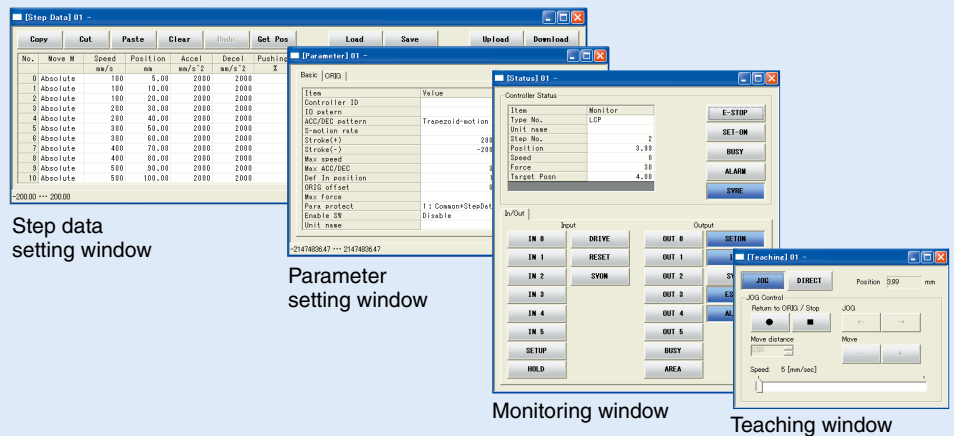 [Step Data] 01 -
Copy Cut Paste Clear Undo Get Pos Load Save Upload Download
No. Move M Speed Position Accel Decel Pushing
mm/s mm mm/s^2 mm/s^2 %
0 Absolute 100 5.00 2000 2000
1 Absolute 100 10.00 2000 2000
2 Absolute 100 20.00 2000 2000
3 Absolute 200 30.00 2000 2000
4 Absolute 200 40.00 2000 2000
5 Absolute 300 50.00 2000 2000
6 Absolute 300 60.00 2000 2000
7 Absolute 400 70.00 2000 2000
8 Absolute 400 80.00 2000 2000
9 Absolute 500 90.00 2000 2000
10 Absolute 500 100.00 2000 2000
-200.00 --- 200.00
Step data
setting window
[Parameter] 01 -
Basic ORIG
Item Value
Controller ID
IO patern
ACC/DEC pattern Trapezoid-motion
S-motion rate
Stroke(+) 200
Stroke(-) -200
Max speed
Max ACC/DEC
Def In position
ORIG offset
Max force
Para protect 1: Common+StepDat
Enable SW Disable
Unit name
-21474836.47 --- 21474836.47
Parameter
setting window
[Status] 01 -
Controller Status
Item Monitor
Type No. LCP
Unit name
Step No. 2
Position 3.99
Speed 0
Force 30
Target Posn 4.00
E-STOP
SET-ON
BUSY
ALARM
SVRE
In/Out
Input Output
IN 0 DRIVE OUT 0 SETON
IN 1 RESET OUT 1
IN 2 SVON OUT 2
IN 3 OUT 3
IN 4 OUT 4
IN 5 OUT 5
SETUP BUSY
HOLD AREA
Monitoring window
[Teaching] 01 -
JOG DIRECT Position 3.99 mm
JOG Control
Return to ORIG / Stop JOG
Move distance Move
0.50 - +
Speed: 5 [mm/sec]
Teaching window